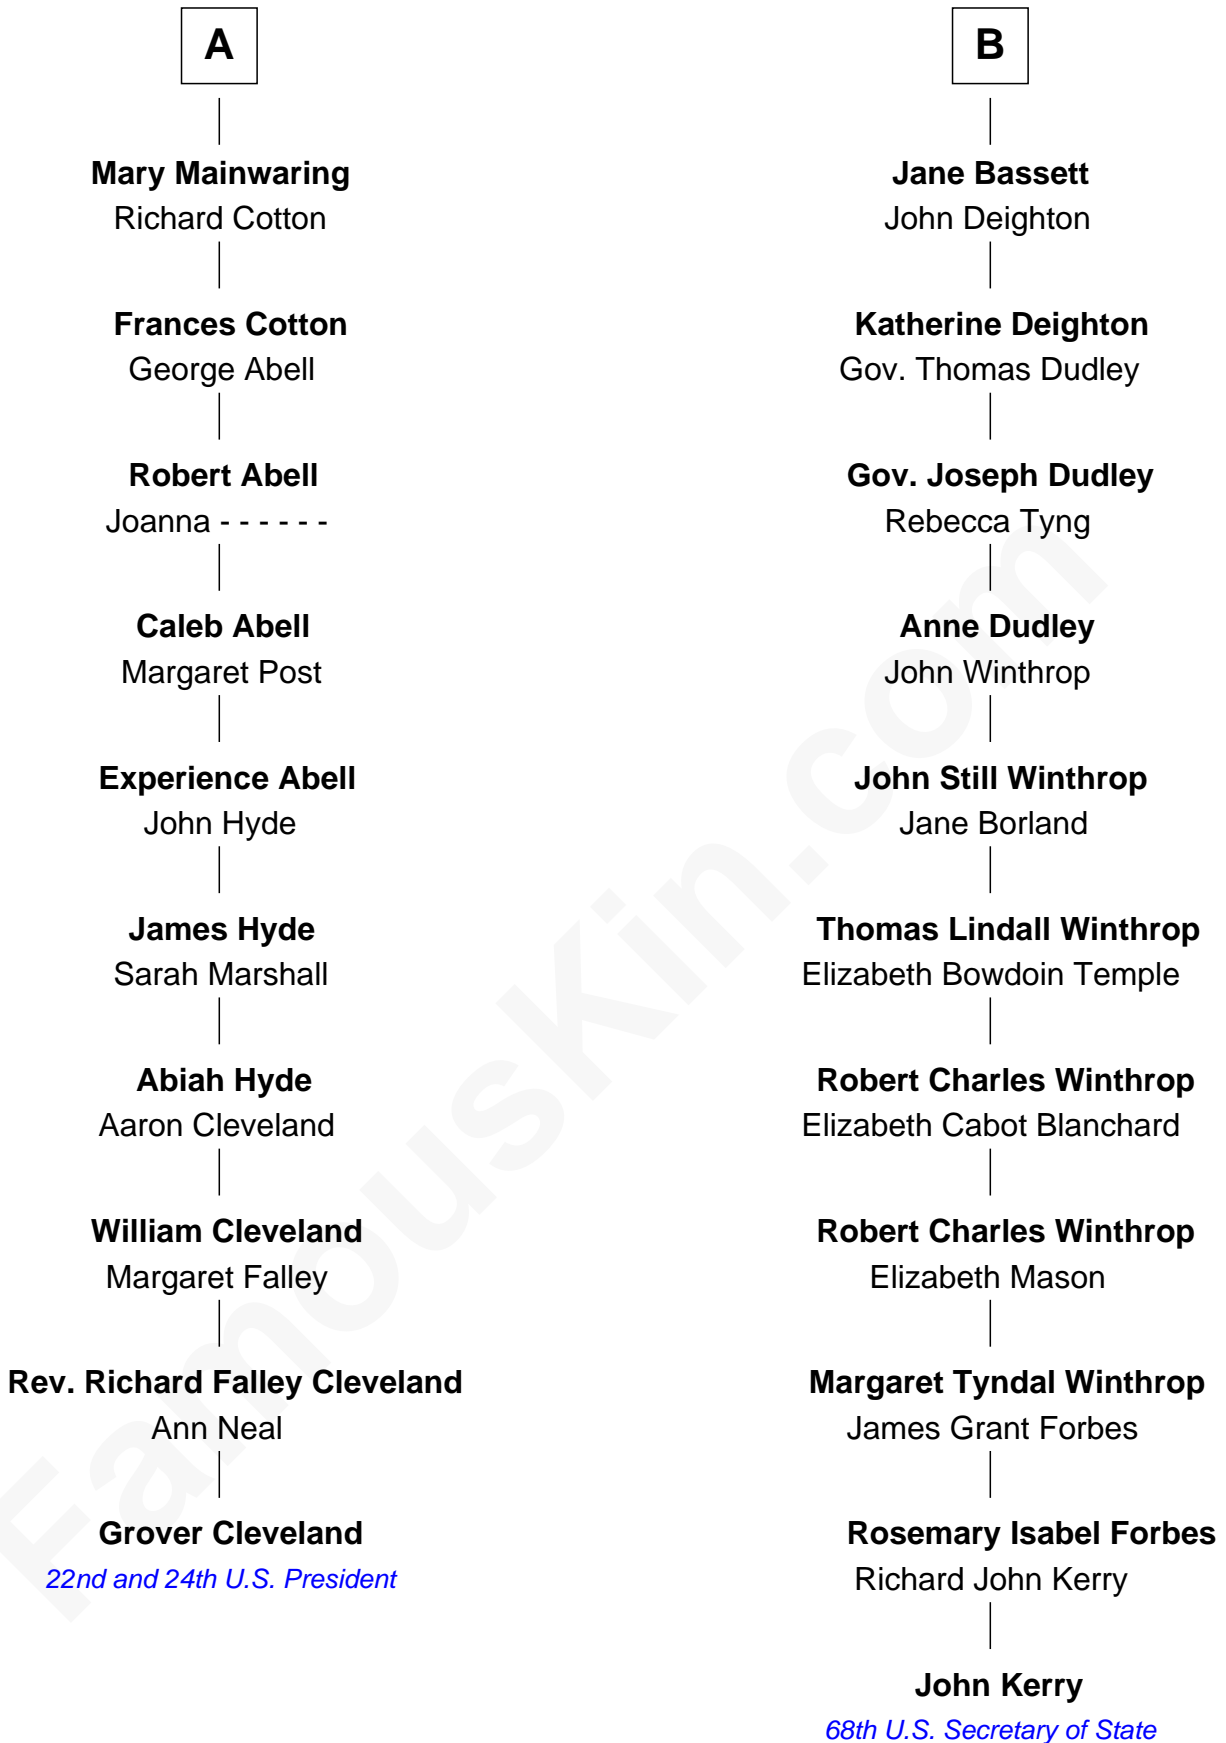 A
Mary Mainwaring
Richard Cotton
Frances Cotton
George Abell
Robert Abell
Joanna - - - - - -
Caleb Abell
Margaret Post
Experience Abell
John Hyde
James Hyde
Sarah Marshall
Abiah Hyde
Aaron Cleveland
William Cleveland
Margaret Falley
Rev. Richard Falley Cleveland
Ann Neal
Grover Cleveland
22nd and 24th U.S. President
B
Jane Bassett
John Deighton
Katherine Deighton
Gov. Thomas Dudley
Gov. Joseph Dudley
Rebecca Tyng
Anne Dudley
John Winthrop
John Still Winthrop
Jane Borland
Thomas Lindall Winthrop
Elizabeth Bowdoin Temple
Robert Charles Winthrop
Elizabeth Cabot Blanchard
Robert Charles Winthrop
Elizabeth Mason
Margaret Tyndal Winthrop
James Grant Forbes
Rosemary Isabel Forbes
Richard John Kerry
John Kerry
68th U.S. Secretary of State
FamousKin.com